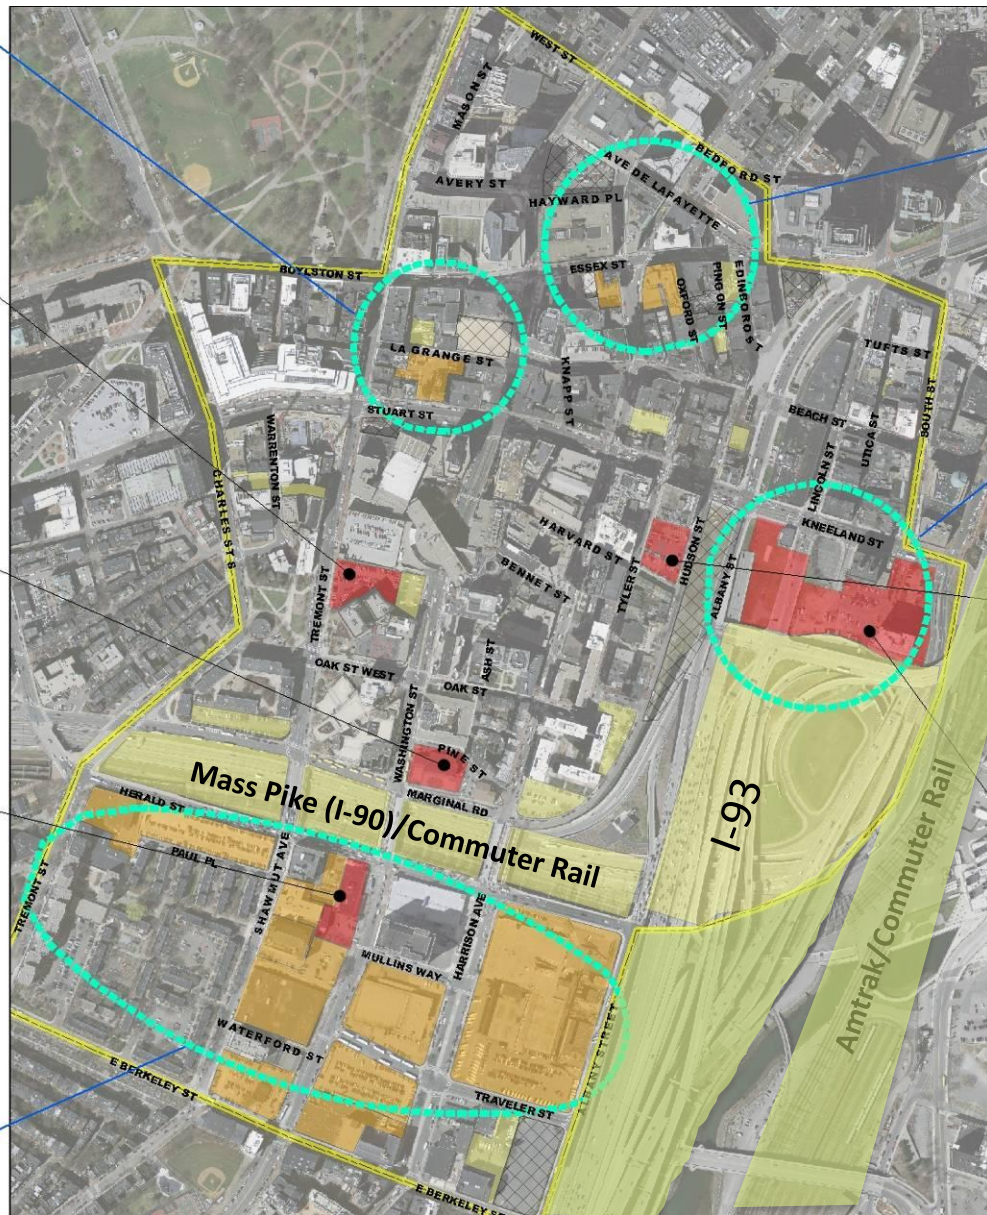 WEST ST
MASON ST
AVE DE LAFAYETTE
BEDFORD ST
AVERY ST
HAYWARD PL
BOYLSTON ST
ESSEX ST
OXFORD ST
PING ON ST
EDINBORO ST
TUFTS ST
LA GRANGE ST
KNAPP ST
STUART ST
BEACH ST
UTICA ST
SOUTH ST
WARRENTON ST
LINCOLN ST
CHARLES ST S
KNEELAND ST
HARVARD ST
HUDSON ST
BENNET ST
TYLER ST
ALBANY ST
TREMONT ST
OAK ST WEST
ASH ST
OAK ST
WASHINGTON ST
PINE ST
MARGINAL RD
Mass Pike (I-90)/Commuter Rail
I-93
HERALD ST
PAUL PL
SHAWMUT AVE
TREMONT ST
HARRISON AVE
MULLINS WAY
Amtrak/Commuter Rail
WATERFORD ST
ALBANY STREET
E BERKELEY ST
TRAVELER ST
E BERKELEY ST